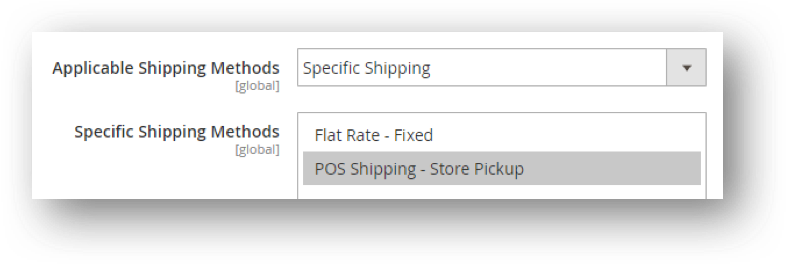 Applicable Shipping Methods
Specific Shipping
[global]
Specific Shipping Methods
Flat Rate - Fixed
[global]
POS Shipping - Store Pickup